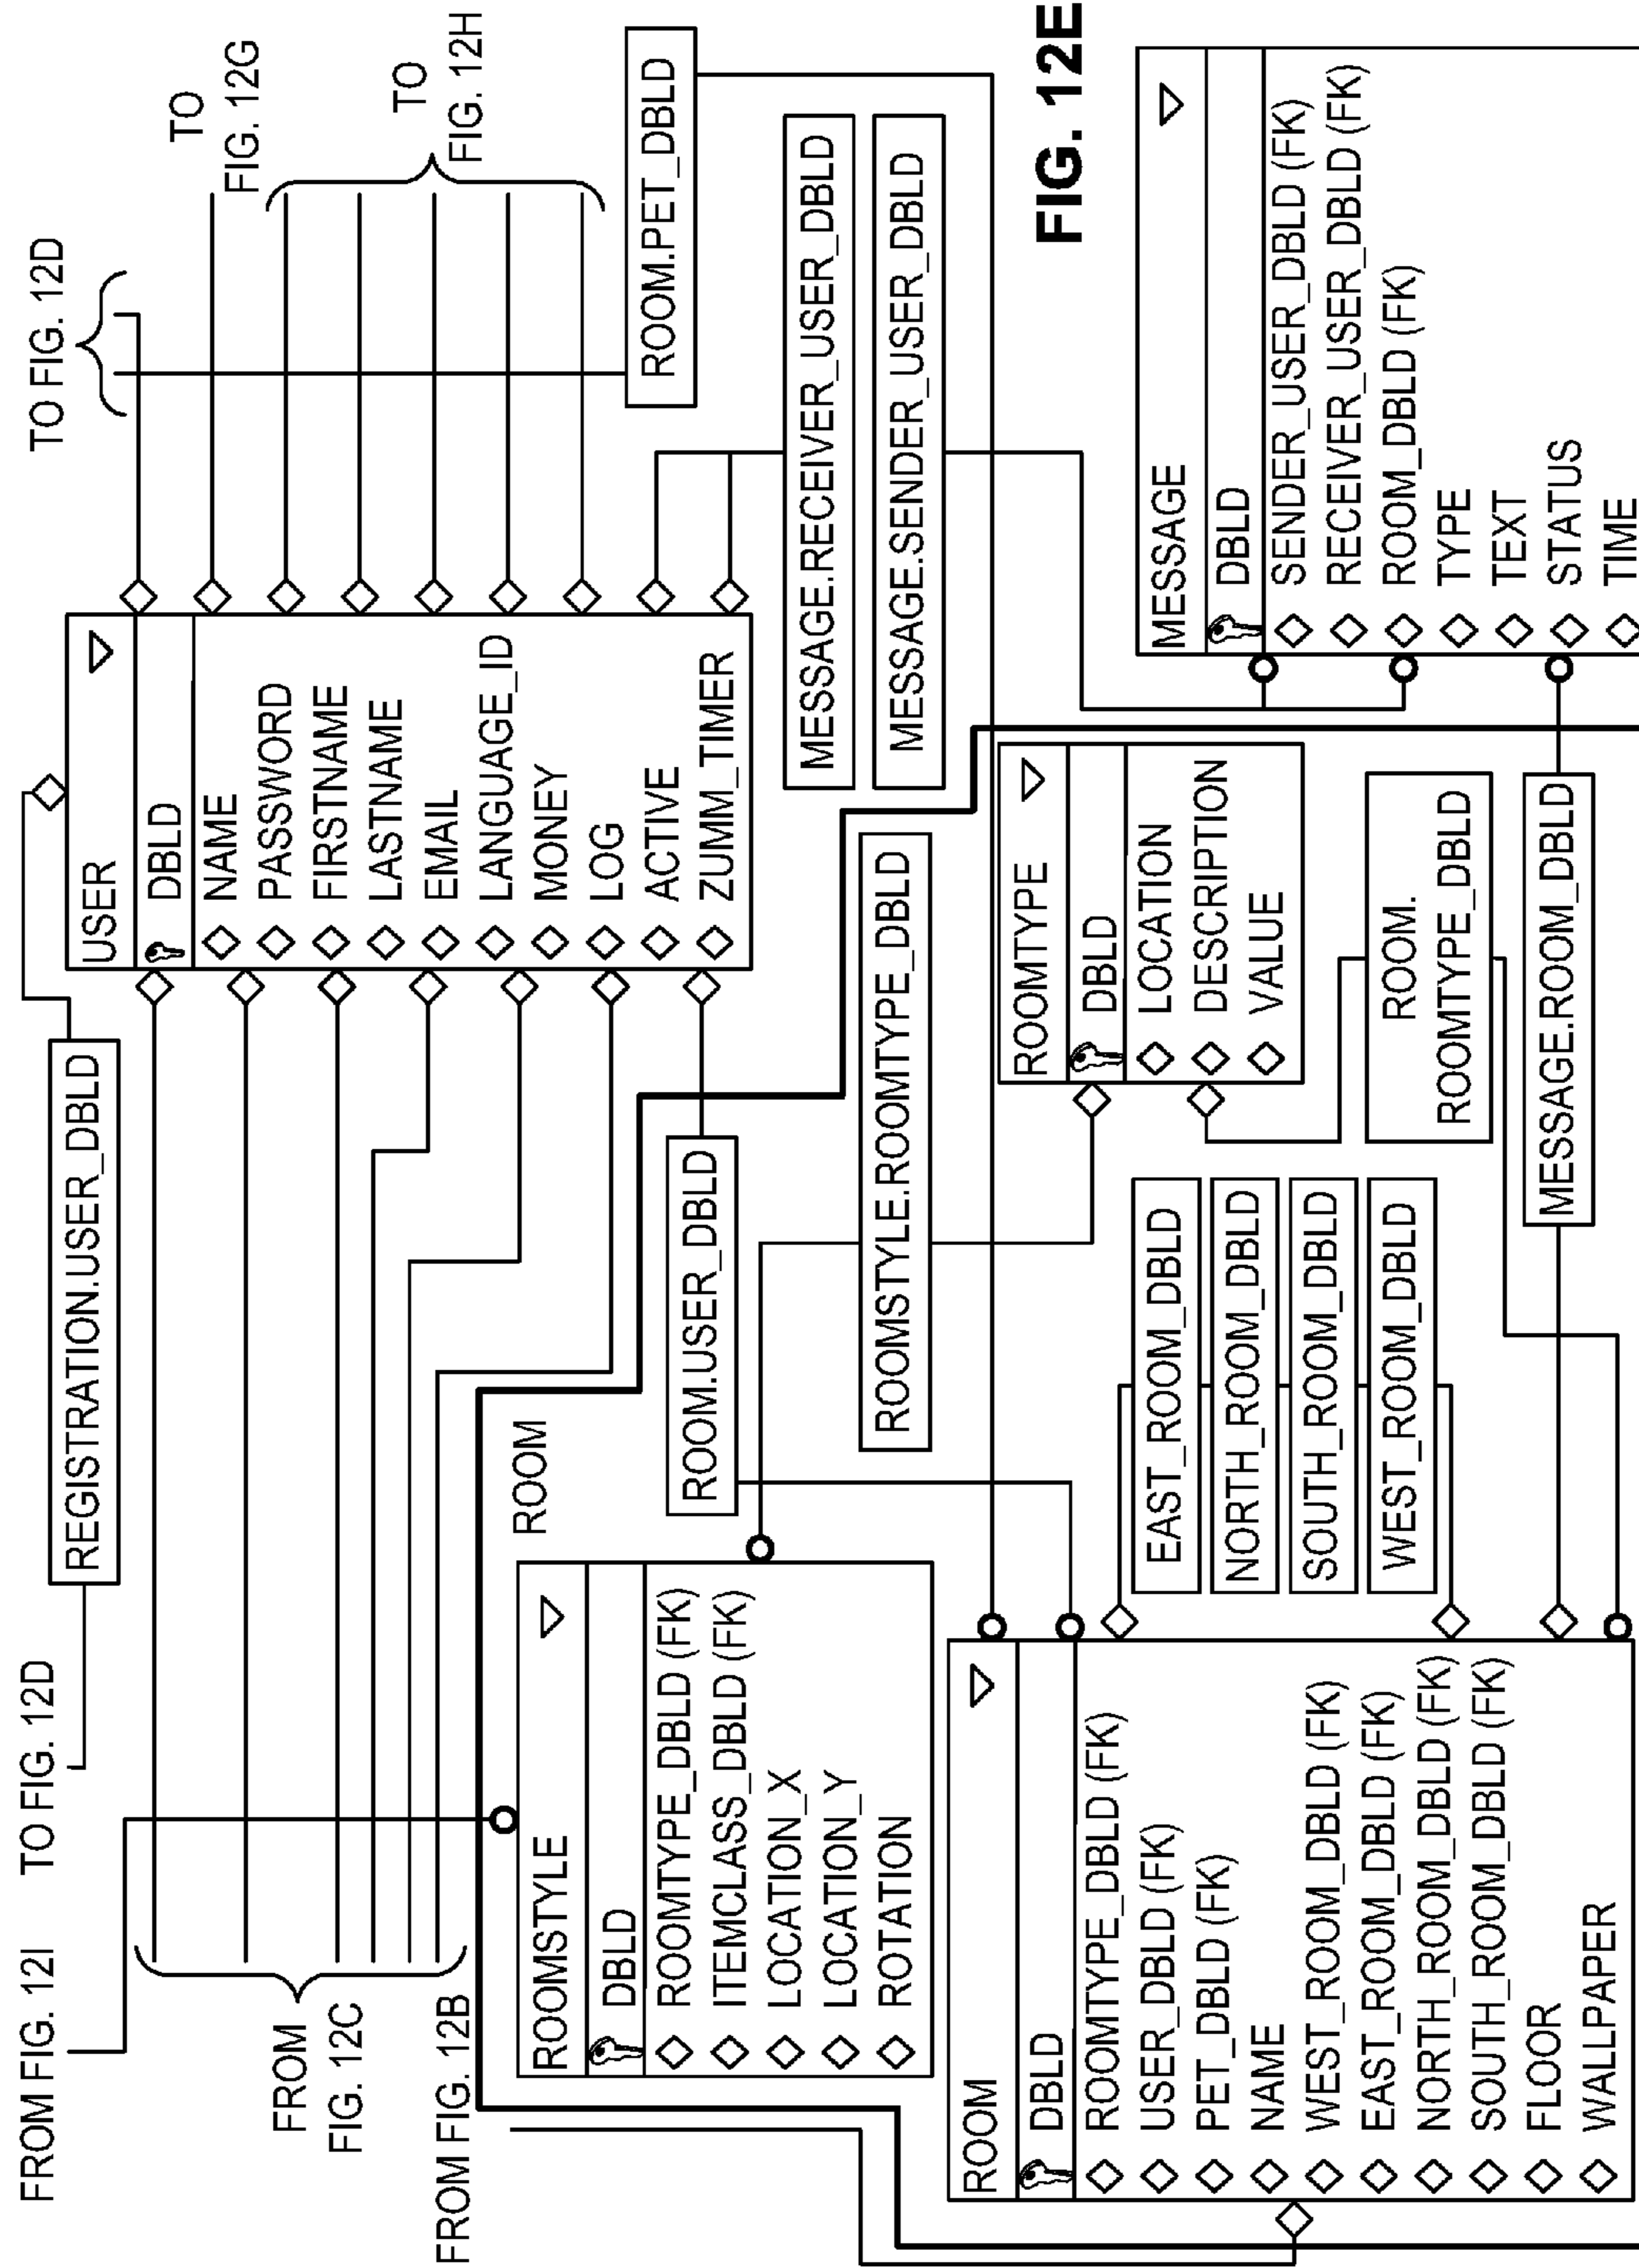 FROM FIG. 12I
TO FIG. 12D
REGISTRATION.USER_DBLD
FROM
FIG. 12C
FROM FIG. 12B
USER
DBLD
NAME
PASSWORD
FIRSTNAME
LASTNAME
EMAIL
LANGUAGE_ID
MONEY
LOG
ACTIVE
ZUMM_TIMER
TO FIG. 12D
TO
FIG. 12G
TO
FIG. 12H
ROOM.PET_DBLD
MESSAGE.RECEIVER_USER_DBLD
MESSAGE.SENDER_USER_DBLD
ROOM
ROOMSTYLE
DBLD
ROOMTYPE_DBLD (FK)
ITEMCLASS_DBLD (FK)
LOCATION_X
LOCATION_Y
ROTATION
ROOM.USER_DBLD
ROOMSTYLE.ROOMTYPE_DBLD
ROOMTYPE
DBLD
LOCATION
DESCRIPTION
VALUE
ROOM.
ROOMTYPE_DBLD
ROOM
DBLD
ROOMTYPE_DBLD (FK)
USER_DBLD (FK)
PET_DBLD (FK)
NAME
WEST_ROOM_DBLD (FK)
EAST_ROOM_DBLD (FK)
NORTH_ROOM_DBLD (FK)
SOUTH_ROOM_DBLD (FK)
FLOOR
WALLPAPER
EAST_ROOM_DBLD
NORTH_ROOM_DBLD
SOUTH_ROOM_DBLD
WEST_ROOM_DBLD
MESSAGE.ROOM_DBLD
MESSAGE
DBLD
SENDER_USER_DBLD (FK)
RECEIVER_USER_DBLD (FK)
ROOM_DBLD (FK)
TYPE
TEXT
STATUS
TIME
FIG. 12E